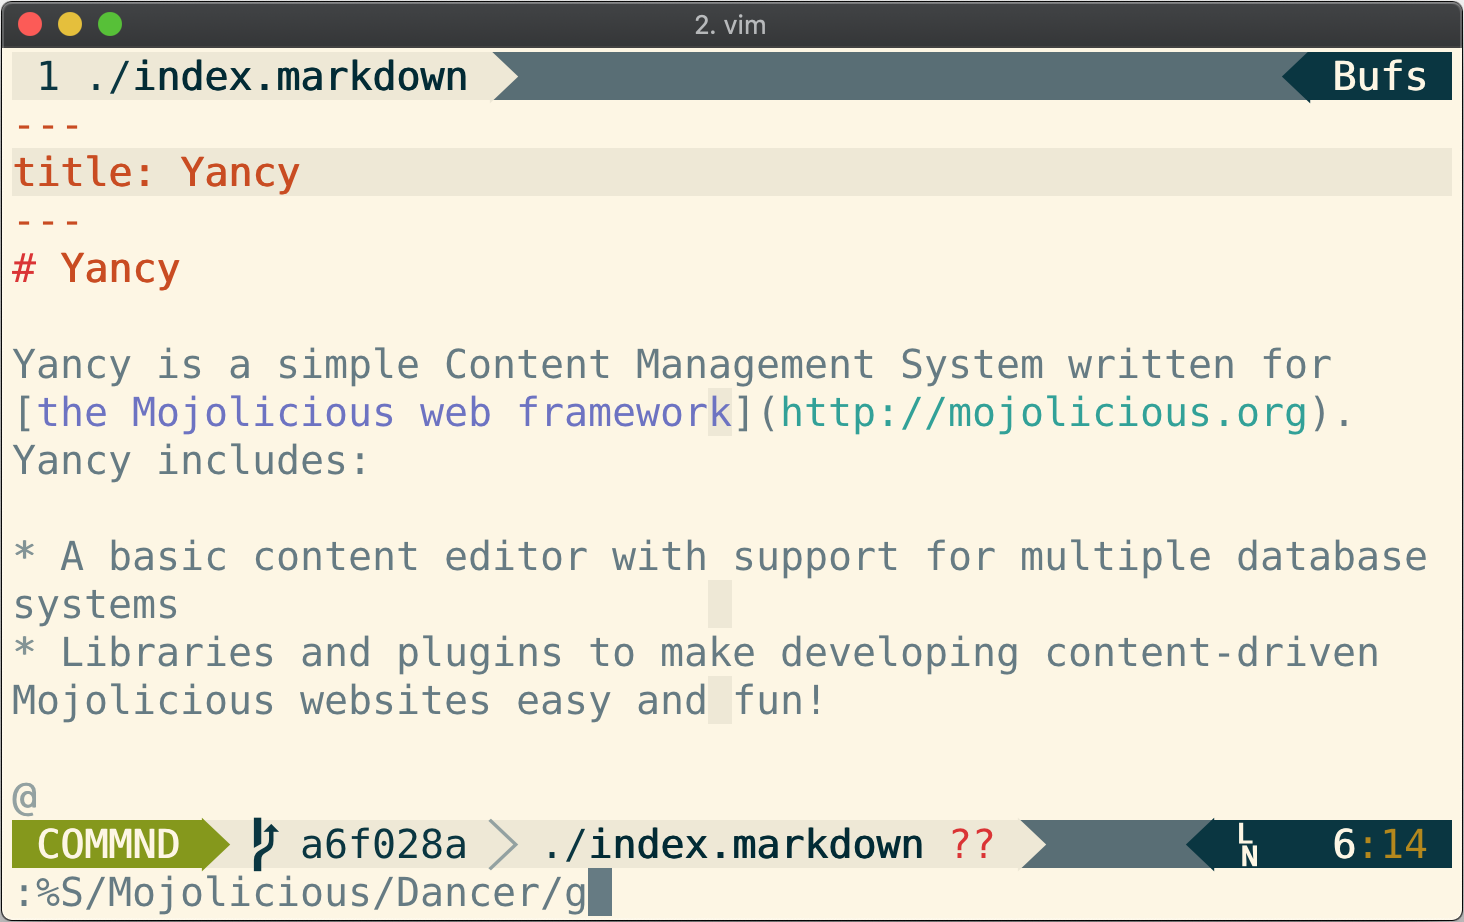 2. vim
1 ./index.markdown Bufs
---
title: Yancy
---
# Yancy
Yancy is a simple Content Management System written for
[the Mojolicious web framework](http://mojolicious.org).
Yancy includes:
* A basic content editor with support for multiple database
systems
* Libraries and plugins to make developing content-driven
Mojolicious websites easy and fun!
@
COMMND a6f028a ./index.markdown ?? LN 6:14
:%S/Mojolicious/Dancer/g